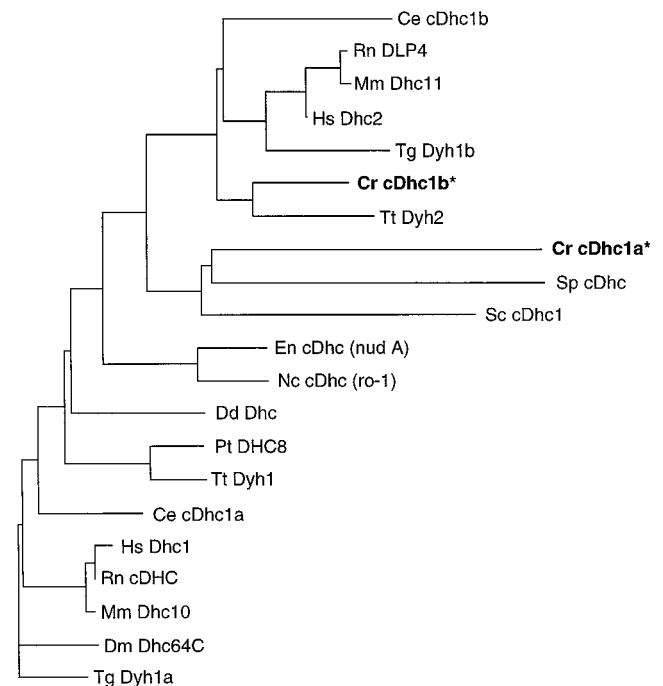 Ce cDhc1b
Rn DLP4
Mm Dhc11
Hs Dhc2
Tg Dyh1b
Cr cDhc1b*
Tt Dyh2
Cr cDhc1a*
Sp cDhc
Sc cDhc1
En cDhc (nud A)
Nc cDhc (ro-1)
Dd Dhc
Pt DHC8
Tt Dyh1
Ce cDhc1a
Hs Dhc1
Rn cDHC
Mm Dhc10
Dm Dhc64C
Tg Dyh1a